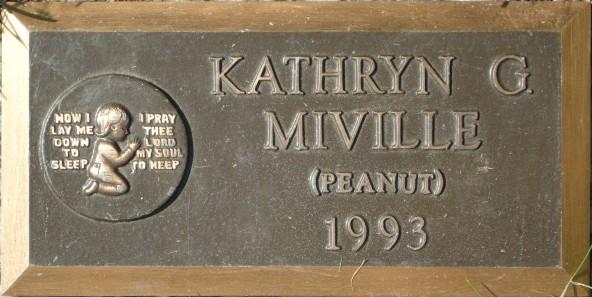 KATHRYN G
MIVILLE
(PEANUT)
1993
NOW I
LAY ME
DOWN
TO
SLEEP
I PRAY
THEE
LORD
MY SOUL
TO KEEP